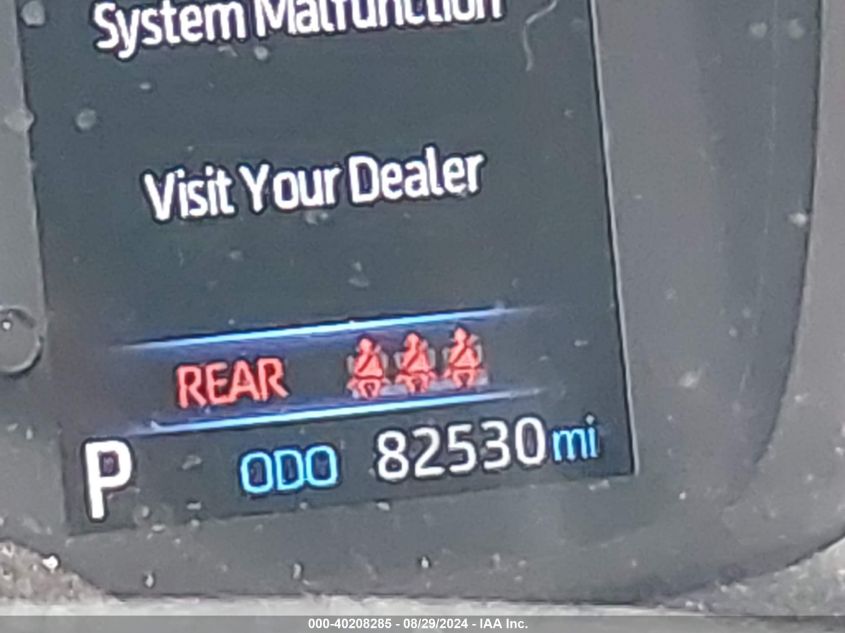 System Malfunction
Visit Your Dealer
REAR
P ODO 82530mi
000-40208285 - 08/29/2024 - IAA Inc.